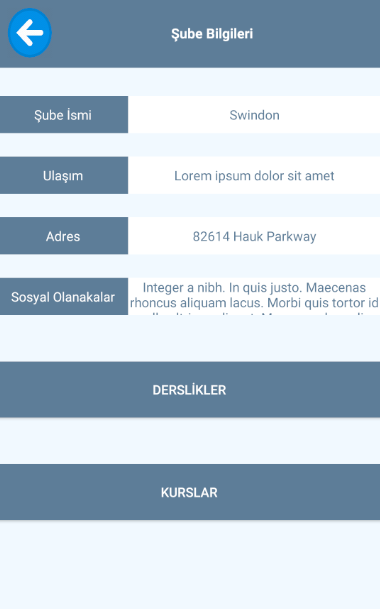 Şube Bilgileri
Şube İsmi
Swindon
Ulaşım
Lorem ipsum dolor sit amet
Adres
82614 Hauk Parkway
Sosyal Olanakalar
Integer a nibh. In quis justo. Maecenas
rhoncus aliquam lacus. Morbi quis tortor id
DERSLİKLER
KURSLAR